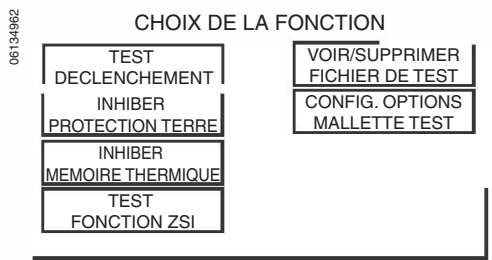 06134962
CHOIX DE LA FONCTION
TEST
DECLENCHEMENT
INHIBER
PROTECTION TERRE
INHIBER
MEMOIRE THERMIQUE
TEST
FONCTION ZSI
VOIR/SUPPRIMER
FICHIER DE TEST
CONFIG. OPTIONS
MALLETTE TEST